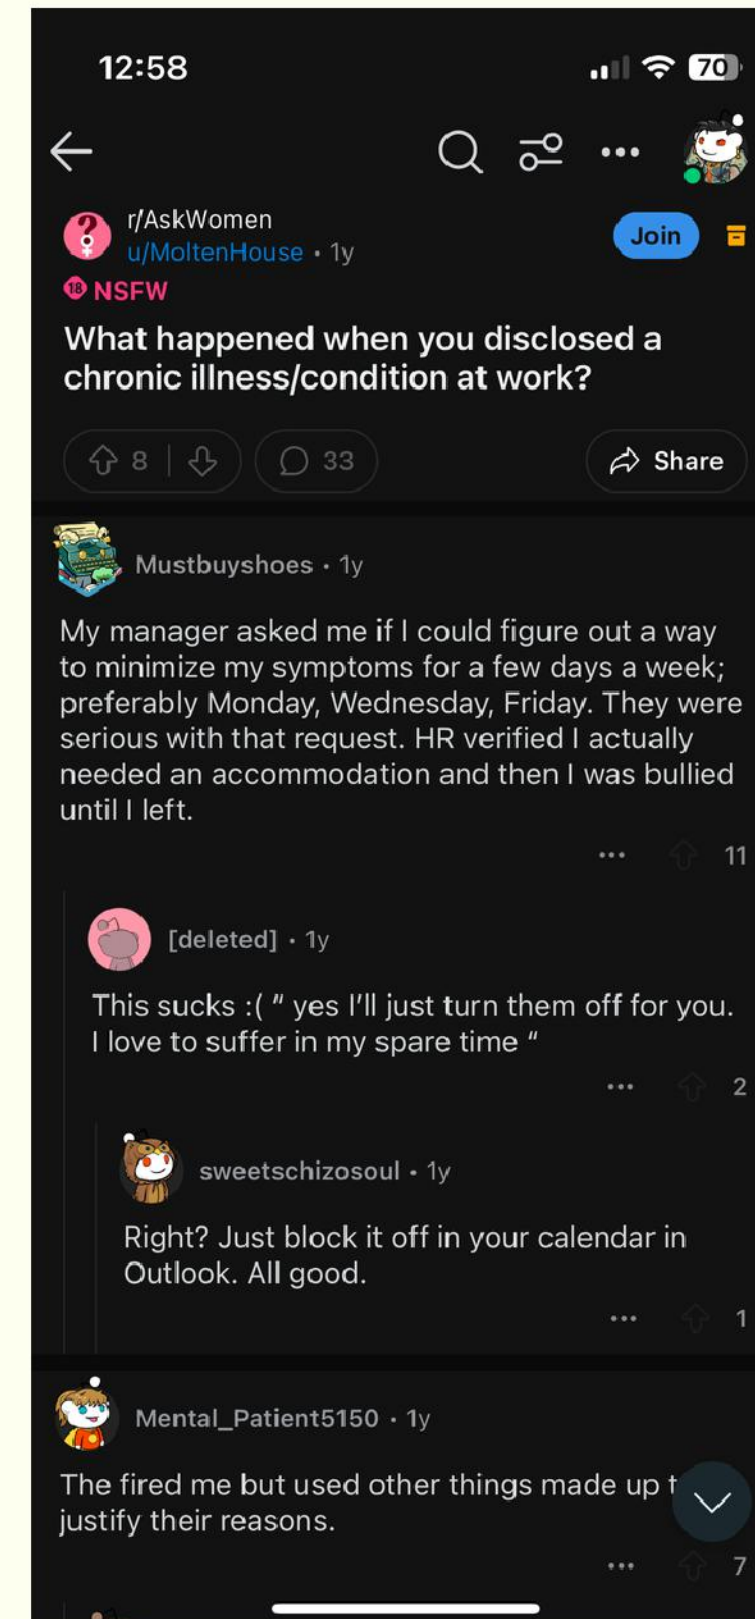 12:58
70
r/AskWomen
u/MoltenHouse • 1y
Join
18 NSFW
What happened when you disclosed a
chronic illness/condition at work?
8
33
Share
Mustbuyshoes • 1y
My manager asked me if I could figure out a way
to minimize my symptoms for a few days a week;
preferably Monday, Wednesday, Friday. They were
serious with that request. HR verified I actually
needed an accommodation and then I was bullied
until I left.
11
[deleted] • 1y
This sucks :( " yes I'll just turn them off for you.
I love to suffer in my spare time "
2
sweetschizosoul • 1y
Right? Just block it off in your calendar in
Outlook. All good.
1
Mental_Patient5150 • 1y
The fired me but used other things made up
justify their reasons.
7